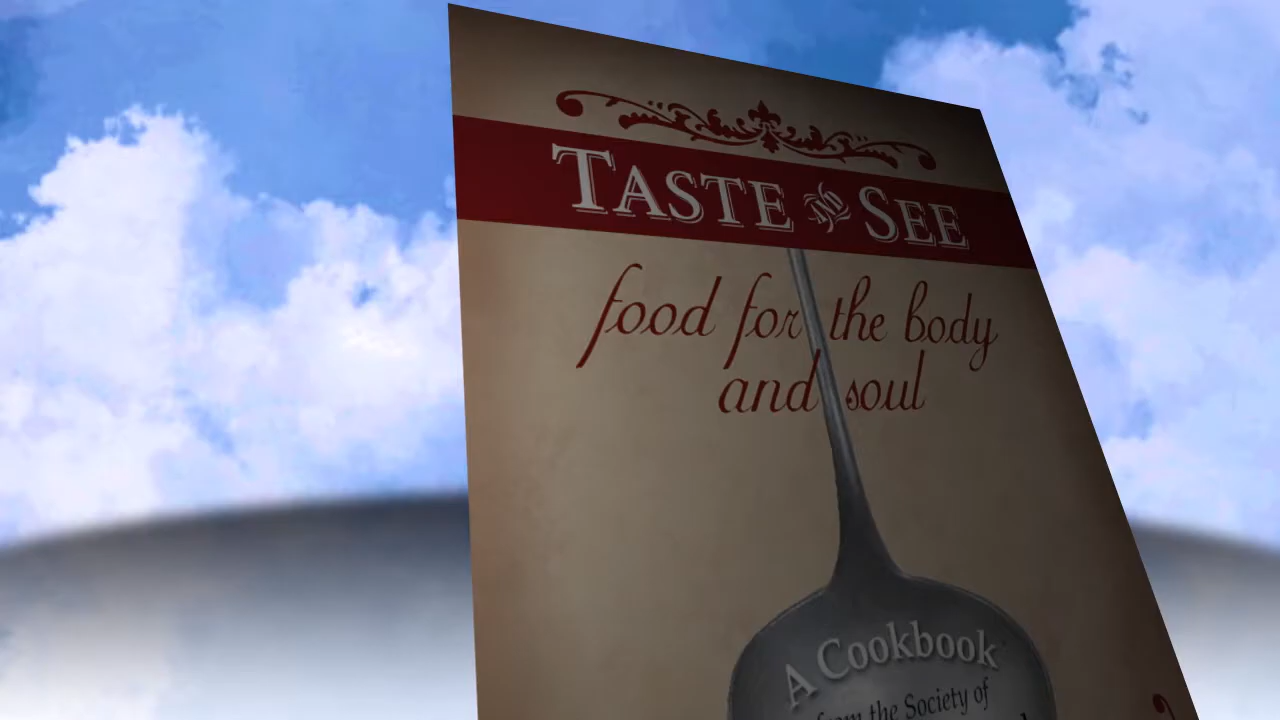 TASTE AND SEE
food for the body
and soul
A Cookbook
from the Society of